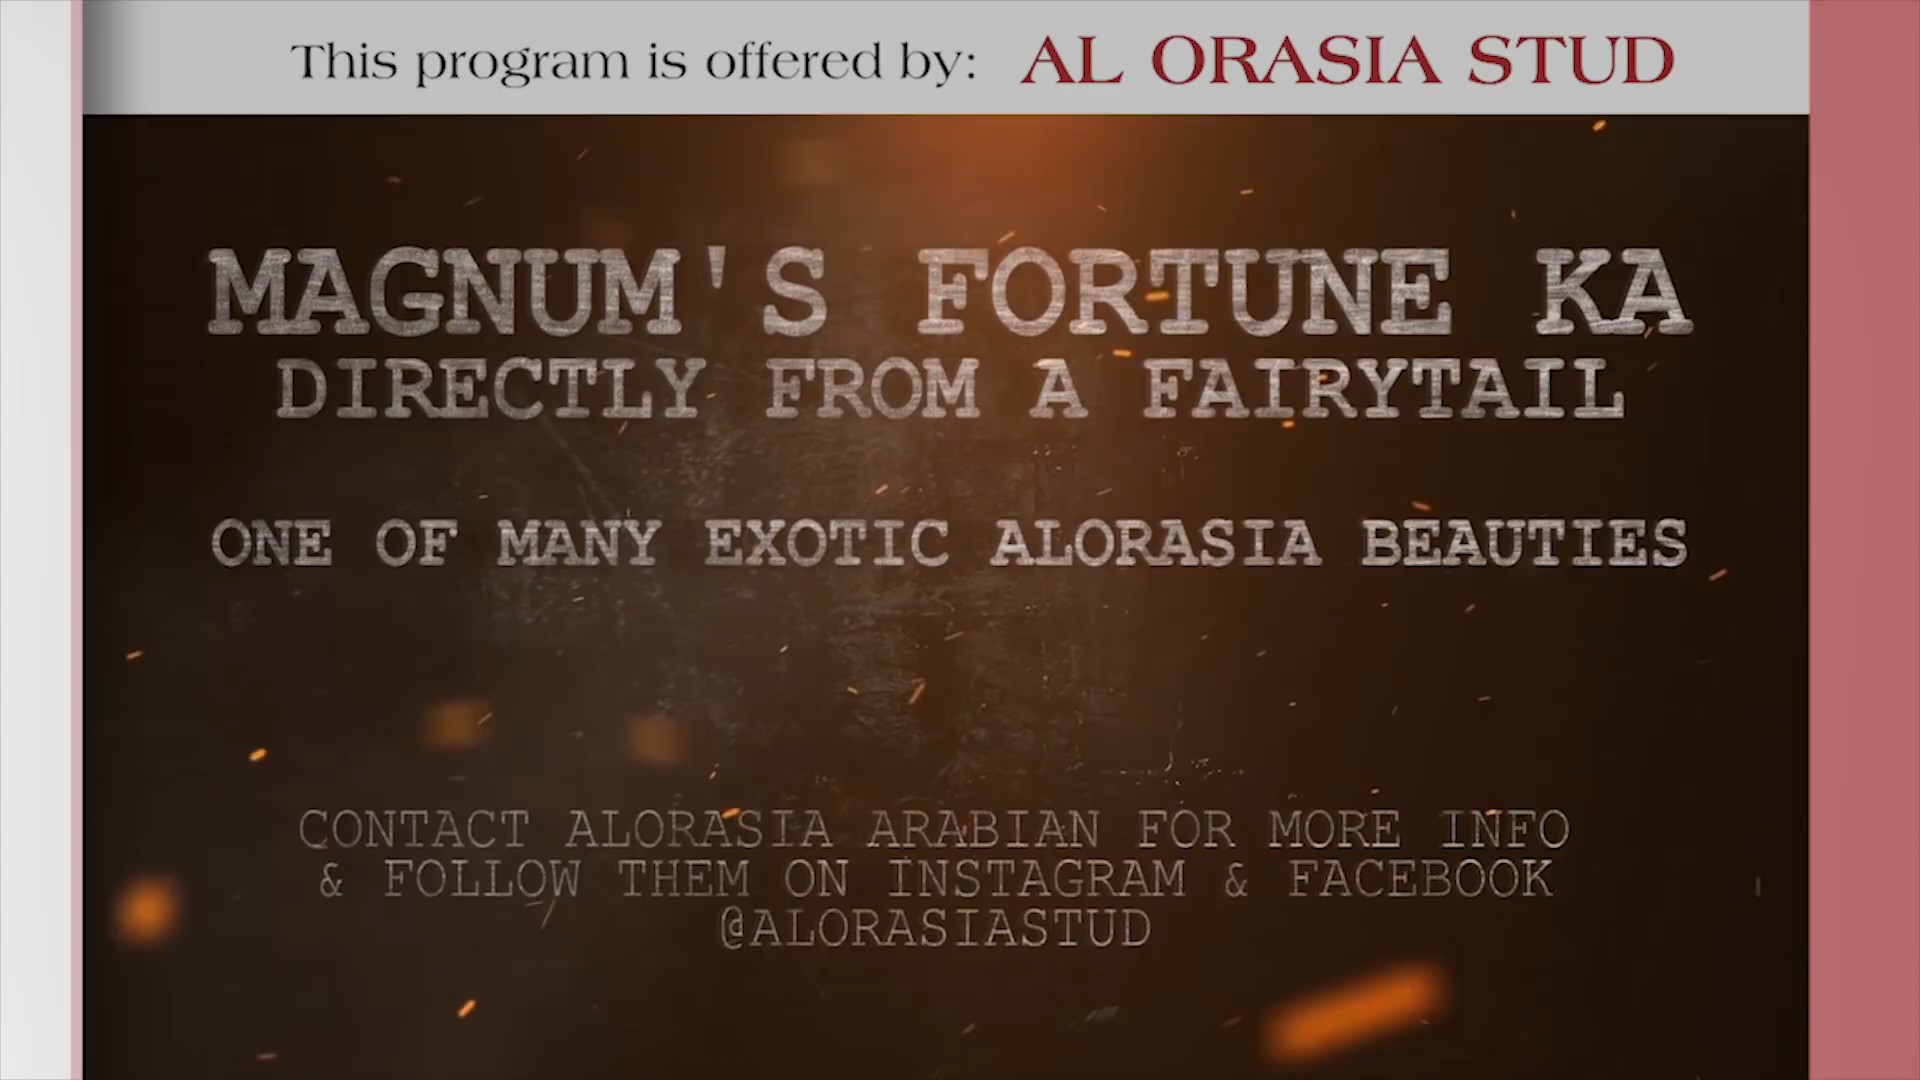 This program is offered by: AL ORASIA STUD
MAGNUM'S FORTUNE KA
DIRECTLY FROM A FAIRYTAIL
ONE OF MANY EXOTIC ALORASIA BEAUTIES
CONTACT ALORASIA ARABIAN FOR MORE INFO
& FOLLOW THEM ON INSTAGRAM & FACEBOOK
@ALORASIASTUD